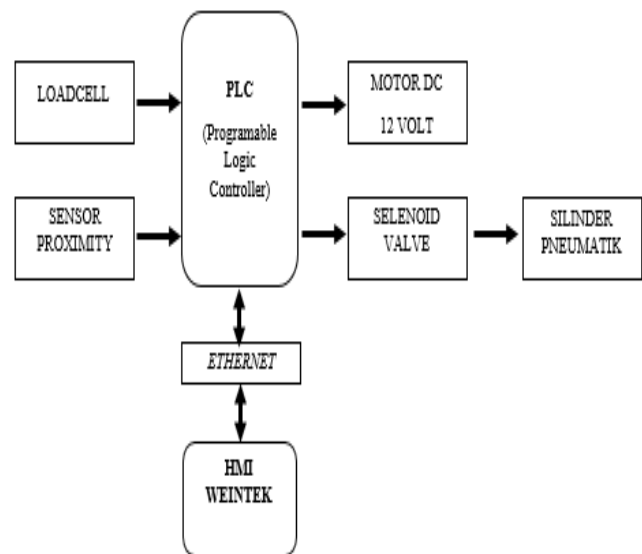 LOADCELL
PLC
(Programable
Logic
Controller)
MOTOR DC
12 VOLT
SENSOR
PROXIMITY
SELENOID
VALVE
SILINDER
PNEUMATIK
ETHERNET
HMI
WEINTEK